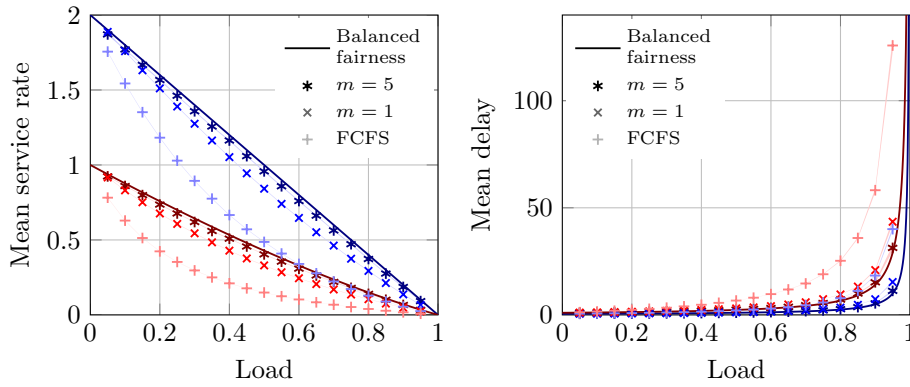 2
1.5
1
0.5
0
Mean service rate
Balanced
fairness
m = 5
m = 1
FCFS
0 0.2 0.4 0.6 0.8 1
Load
100
50
0
Mean delay
Balanced
fairness
m = 5
m = 1
FCFS
0 0.2 0.4 0.6 0.8 1
Load